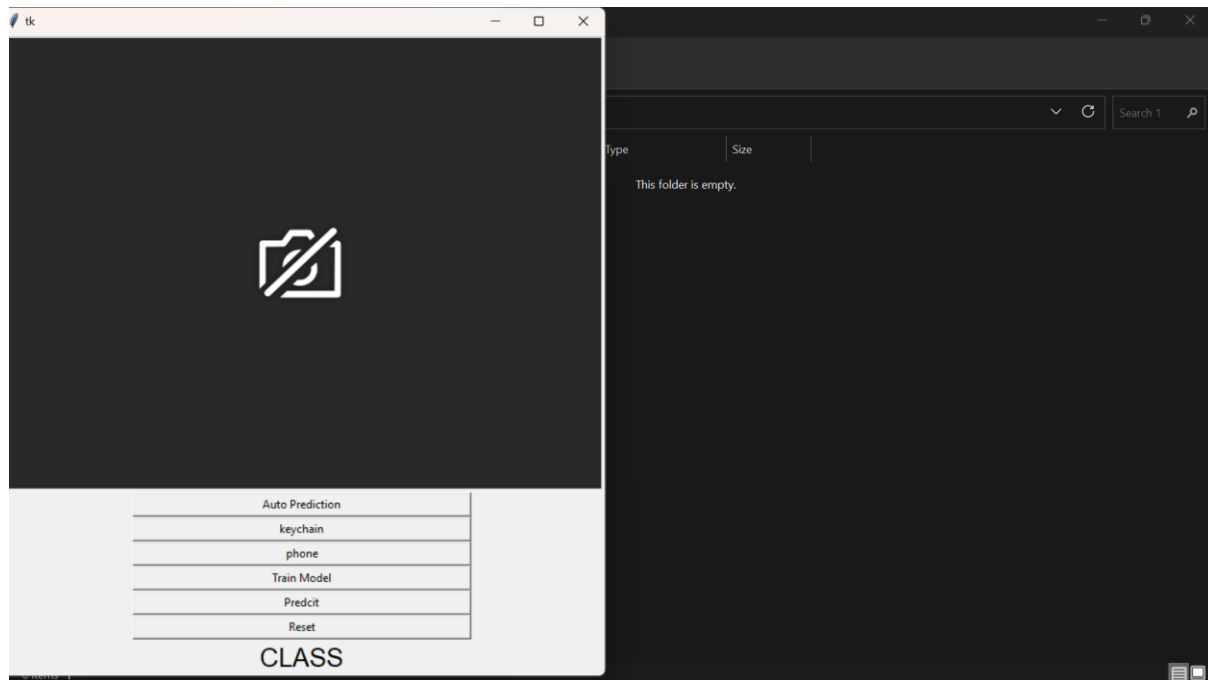 tk
Search 1
Type Size
This folder is empty.
Auto Prediction
keychain
phone
Train Model
Predcit
Reset
CLASS